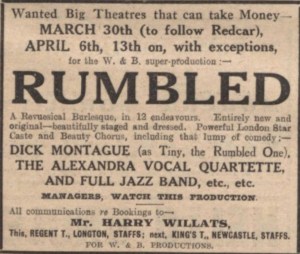 Wanted Big Theatres that can take Money—
MARCH 30th (to follow Redcar),
APRIL 6th, 13th on, with exceptions,
for the W. & B. super-production :—
RUMBLED
A Revuesical Burlesque, in 12 endeavours. Entirely new and
original—beautifully staged and dressed. Powerful London Star
Caste and Beauty Chorus, including that lump of comedy:—
DICK MONTAGUE (as Tiny, the Rumbled One),
THE ALEXANDRA VOCAL QUARTETTE,
AND FULL JAZZ BAND, etc., etc.
MANAGERS, WATCH THIS PRODUCTION.
All communications re Bookings to—
Mr. HARRY WILLATS,
This, REGENT T., LONGTON, STAFFS; next, KING'S T., NEWCASTLE, STAFFS.
FOR W. & B. PRODUCTIONS.